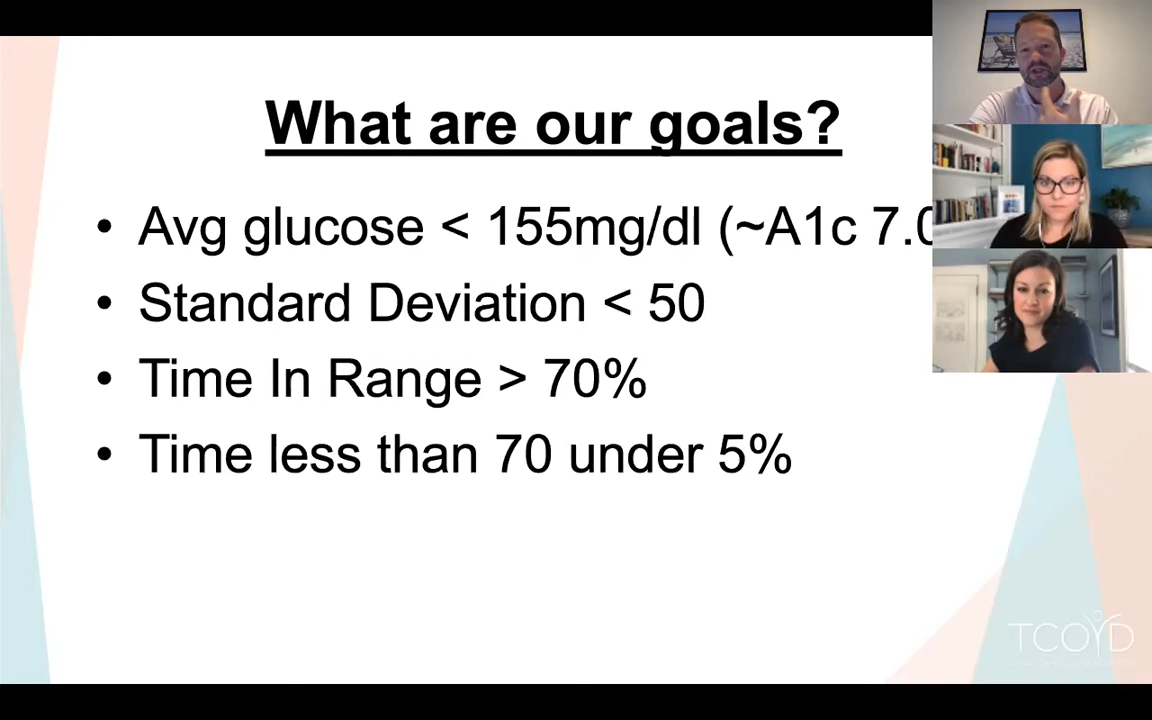 What are our goals?
• Avg glucose < 155mg/dl (~A1c 7.0
• Standard Deviation < 50
• Time In Range > 70%
• Time less than 70 under 5%
TCOYD